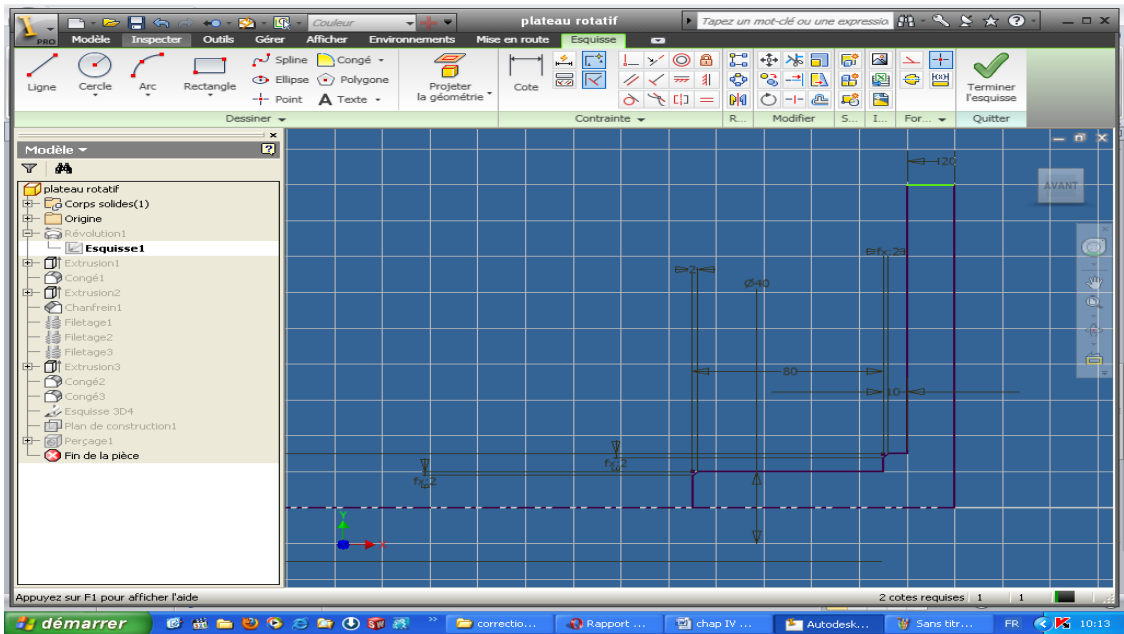 PRO
Couleur
plateau rotatif
Tapez un mot-clé ou une expressio
Modèle Inspecter Outils Gérer Afficher Environnements Mise en route Esquisse
Ligne
Cercle
Arc
Rectangle
Spline
Ellipse
Point
Congé
Polygone
A Texte
Projeter
la géométrie
Cote
Terminer
l'esquisse
Dessiner
Contrainte
R...
Modifier
S...
I...
For...
Quitter
Modèle
plateau rotatif
Corps solides(1)
Origine
Révolution1
Esquisse1
Extrusion1
Congé1
Extrusion2
Chanfrein1
Filetage1
Filetage2
Filetage3
Extrusion3
Congé2
Congé3
Esquisse 3D4
Plan de construction1
Perçage1
Fin de la pièce
20
AVANT
2
Ø40
80
10
fx:2
fx:2
Y
X
Appuyez sur F1 pour afficher l'aide
2 cotes requises 1 1
démarrer
correctio...
Rapport ...
chap IV ...
Autodesk...
Sans titr...
FR
10:13